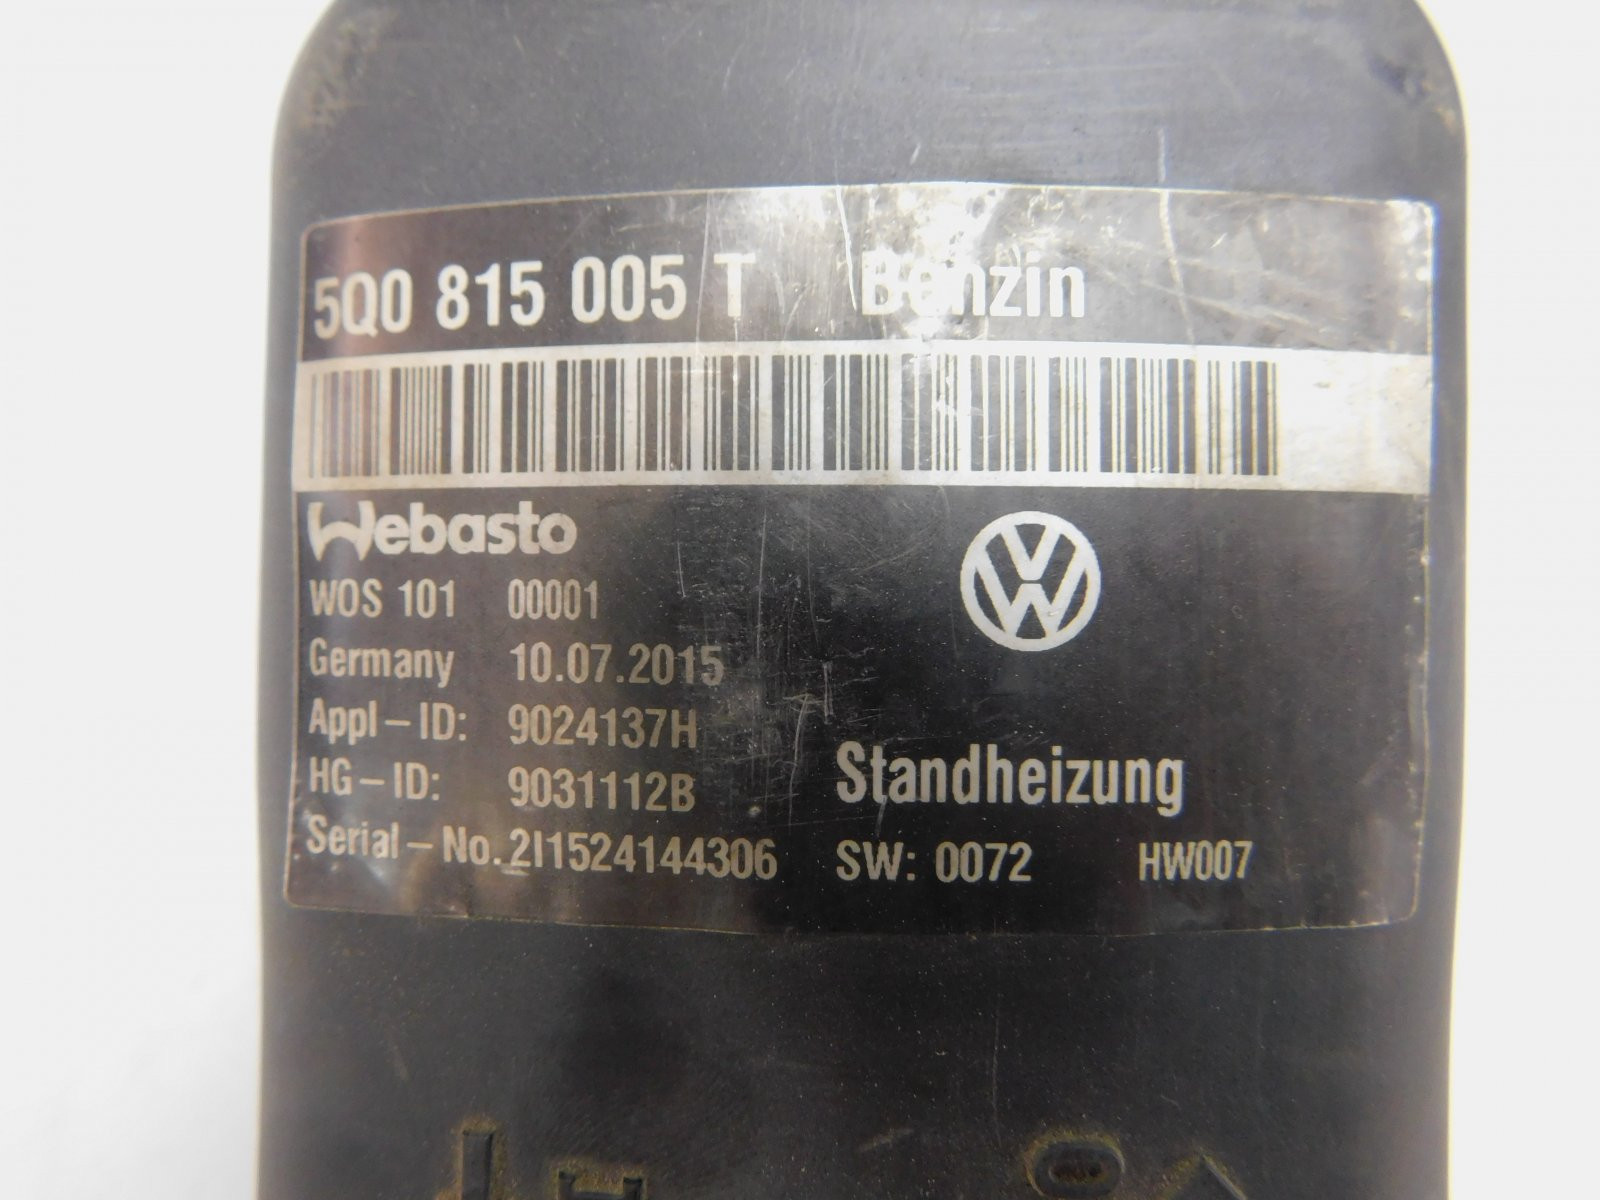 5Q0 815 005 T Benzin
Webasto
WOS 101 00001
Germany 10.07.2015
Appl-ID: 9024137H
HG-ID: 9031112B
Serial-No. 2I1524144306
VW
Standheizung
SW: 0072 HW007